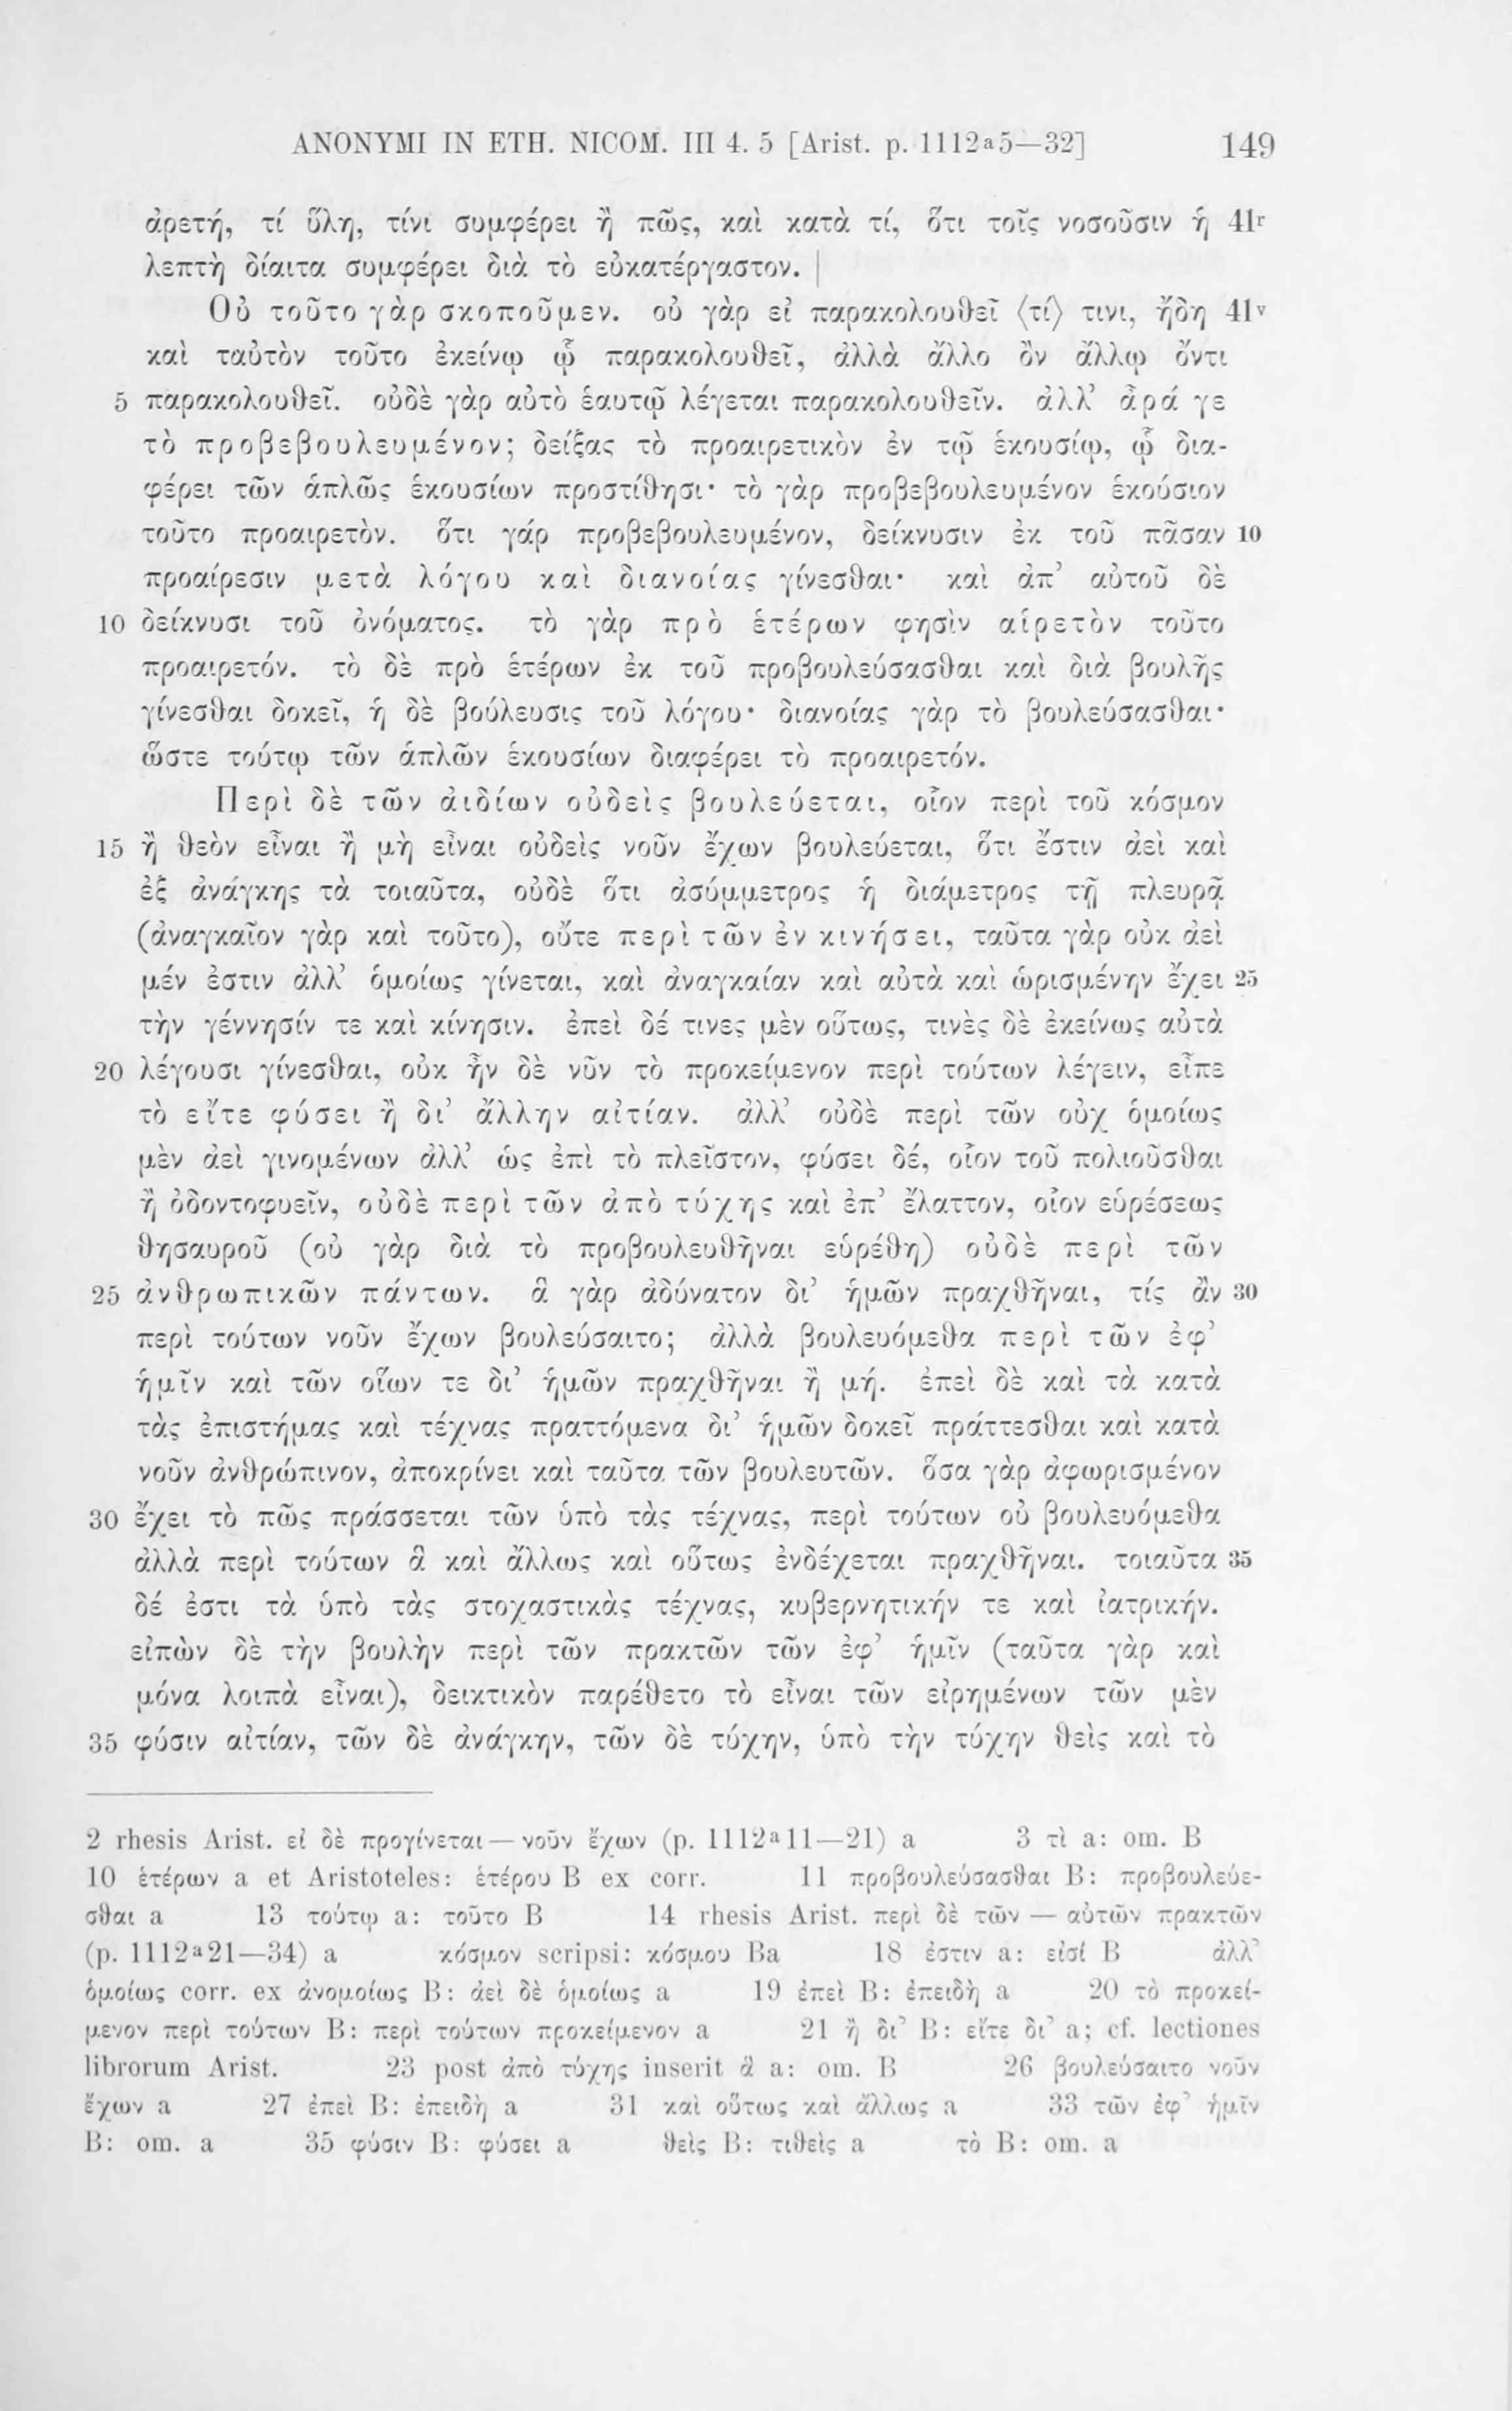 ANONYMI IN ETH. NICOM. III 4. 5 [Arist. p. 1112a5—32] 149
ἀρετή, τί ὕλη, τίνι συμφέρει ἢ πῶς, καὶ κατὰ τί, ὅτι τοῖς νοσοῦσιν ἡ 41r
λεπτὴ δίαιτα συμφέρει διὰ τὸ εὐκατέργαστον. |
Οὐ τοῦτο γὰρ σκοποῦμεν. οὐ γὰρ εἰ παρακολουθεῖ ⟨τί⟩ τινι, ἤδη 41v
καὶ ταὐτὸν τοῦτο ἐκείνῳ ᾧ παρακολουθεῖ, ἀλλὰ ἄλλο ὂν ἄλλῳ ὄντι
5 παρακολουθεῖ. οὐδὲ γὰρ αὐτὸ ἑαυτῷ λέγεται παρακολουθεῖν. ἀλλ’ ἆρά γε
τὸ προβεβουλευμένον; δείξας τὸ προαιρετικὸν ἐν τῷ ἑκουσίῳ, ᾧ δια-
φέρει τῶν ἁπλῶς ἑκουσίων προστίθησι· τὸ γὰρ προβεβουλευμένον ἑκούσιον
τοῦτο προαιρετὸν. ὅτι γάρ προβεβουλευμένον, δείκνυσιν ἐκ τοῦ πᾶσαν 10
προαίρεσιν μετὰ λόγου καὶ διανοίας γίνεσθαι· καὶ ἀπ’ αὐτοῦ δὲ
10 δείκνυσι τοῦ ὀνόματος. τὸ γὰρ πρὸ ἑτέρων φησὶν αἱρετὸν τοῦτο
προαιρετόν. τὸ δὲ πρὸ ἑτέρων ἐκ τοῦ προβουλεύσασθαι καὶ διὰ βουλῆς
γίνεσθαι δοκεῖ, ἡ δὲ βούλευσις τοῦ λόγου· διανοίας γὰρ τὸ βουλεύσασθαι·
ὥστε τούτῳ τῶν ἁπλῶν ἑκουσίων διαφέρει τὸ προαιρετόν.
Περὶ δὲ τῶν ἀιδίων οὐδεὶς βουλεύεται, οἷον περὶ τοῦ κόσμον
15 ἢ θεὸν εἶναι ἢ μὴ εἶναι οὐδεὶς νοῦν ἔχων βουλεύεται, ὅτι ἔστιν ἀεὶ καὶ
ἐξ ἀνάγκης τὰ τοιαῦτα, οὐδὲ ὅτι ἀσύμμετρος ἡ διάμετρος τῇ πλευρᾷ
(ἀναγκαῖον γὰρ καὶ τοῦτο), οὔτε περὶ τῶν ἐν κινήσει, ταῦτα γὰρ οὐκ ἀεὶ
μέν ἐστιν ἀλλ’ ὁμοίως γίνεται, καὶ ἀναγκαίαν καὶ αὐτὰ καὶ ὡρισμένην ἔχει 25
τὴν γέννησίν τε καὶ κίνησιν. ἐπεὶ δέ τινες μὲν οὕτως, τινὲς δὲ ἐκείνως αὐτὰ
20 λέγουσι γίνεσθαι, οὐκ ἦν δὲ νῦν τὸ προκείμενον περὶ τούτων λέγειν, εἶπε
τὸ εἴτε φύσει ἢ δι’ ἄλλην αἰτίαν. ἀλλ’ οὐδὲ περὶ τῶν οὐχ ὁμοίως
μὲν ἀεὶ γινομένων ἀλλ’ ὡς ἐπὶ τὸ πλεῖστον, φύσει δέ, οἷον τοῦ πολιοῦσθαι
ἢ ὀδοντοφυεῖν, οὐδὲ περὶ τῶν ἀπὸ τύχης καὶ ἐπ’ ἔλαττον, οἷον εὑρέσεως
θησαυροῦ (οὐ γὰρ διὰ τὸ προβουλευθῆναι εὑρέθη) οὐδὲ περὶ τῶν
25 ἀνθρωπικῶν πάντων. ἃ γὰρ ἀδύνατον δι’ ἡμῶν πραχθῆναι, τίς ἂν 30
περὶ τούτων νοῦν ἔχων βουλεύσαιτο; ἀλλὰ βουλευόμεθα περὶ τῶν ἐφ’
ἡμῖν καὶ τῶν οἵων τε δι’ ἡμῶν πραχθῆναι ἢ μή. ἐπεὶ δὲ καὶ τὰ κατὰ
τὰς ἐπιστήμας καὶ τέχνας πραττόμενα δι’ ἡμῶν δοκεῖ πράττεσθαι καὶ κατὰ
νοῦν ἀνθρώπινον, ἀποκρίνει καὶ ταῦτα τῶν βουλευτῶν. ὅσα γὰρ ἀφωρισμένον
30 ἔχει τὸ πῶς πράσσεται τῶν ὑπὸ τὰς τέχνας, περὶ τούτων οὐ βουλευόμεθα
ἀλλὰ περὶ τούτων ἃ καὶ ἄλλως καὶ οὕτως ἐνδέχεται πραχθῆναι. τοιαῦτα 35
δέ ἐστι τὰ ὑπὸ τὰς στοχαστικὰς τέχνας, κυβερνητικήν τε καὶ ἰατρικήν.
εἰπὼν δὲ τὴν βουλὴν περὶ τῶν πρακτῶν τῶν ἐφ’ ἡμῖν (ταῦτα γὰρ καὶ
μόνα λοιπὰ εἶναι), δεικτικὸν παρέθετο τὸ εἶναι τῶν εἰρημένων τῶν μὲν
35 φύσιν αἰτίαν, τῶν δὲ ἀνάγκην, τῶν δὲ τύχην, ὑπὸ τὴν τύχην θεὶς καὶ τὸ
2 rhesis Arist. εἰ δὲ προγίνεται — νοῦν ἔχων (p. 1112a11—21) a 3 τὶ a: om. B
10 ἑτέρων a et Aristoteles: ἑτέρου B ex corr. 11 προβουλεύσασθαι B: προβουλεύε-
σθαι a 13 τούτῳ a: τοῦτο B 14 rhesis Arist. περὶ δὲ τῶν — αὐτῶν πρακτῶν
(p. 1112a21—34) a κόσμον scripsi: κόσμου Ba 18 ἐστιν a: εἰσί B ἀλλ’
ὁμοίως corr. ex ἀνομοίως B: ἀεὶ δὲ ὁμοίως a 19 ἐπεὶ B: ἐπειδὴ a 20 τὸ προκεί-
μενον περὶ τούτων B: περὶ τούτων προκείμενον a 21 ἢ δι’ B: εἴτε δι’ a; cf. lectiones
librorum Arist. 23 post ἀπὸ τύχης inserit ἃ a: om. B 26 βουλεύσαιτο νοῦν
ἔχων a 27 ἐπεὶ B: ἐπειδὴ a 31 καὶ οὕτως καὶ ἄλλως a 33 τῶν ἐφ’ ἡμῖν
B: om. a 35 φύσιν B: φύσει a θεὶς B: τιθεὶς a τὸ B: om. a